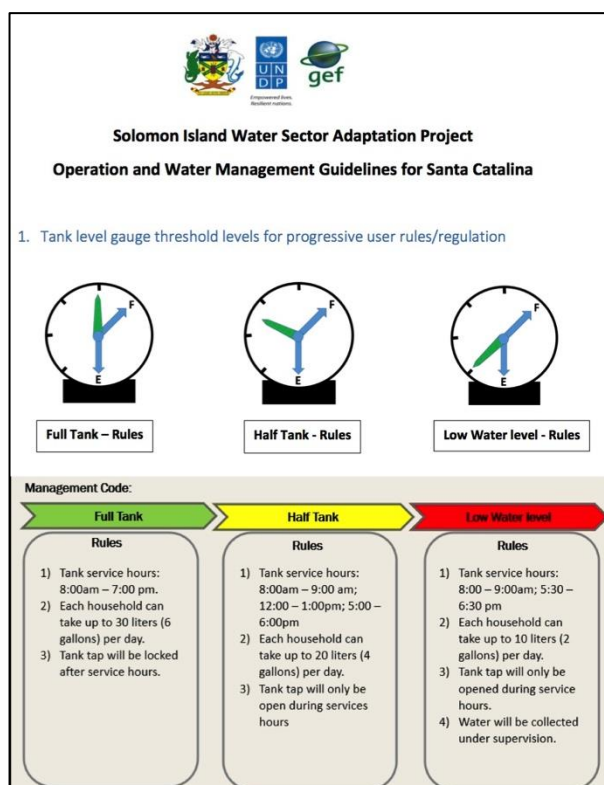 U N
D P
Empowered lives.
Resilient nations.
gef
Solomon Island Water Sector Adaptation Project
Operation and Water Management Guidelines for Santa Catalina
1. Tank level gauge threshold levels for progressive user rules/regulation
F
E
F
E
F
E
Full Tank – Rules
Half Tank - Rules
Low Water level - Rules
Management Code:
Full Tank
Half Tank
Low Water level
Rules
1) Tank service hours:
8:00am – 7:00 pm.
2) Each household can
take up to 30 liters (6
gallons) per day.
3) Tank tap will be locked
after service hours.
Rules
1) Tank service hours:
8:00am – 9:00 am;
12:00 – 1:00pm; 5:00 –
6:00pm
2) Each household can
take up to 20 liters (4
gallons) per day.
3) Tank tap will only be
open during services
hours
Rules
1) Tank service hours:
8:00 – 9:00am; 5:30 –
6:30 pm
2) Each household can
take up to 10 liters (2
gallons) per day.
3) Tank tap will only be
opened during service
hours.
4) Water will be collected
under supervision.